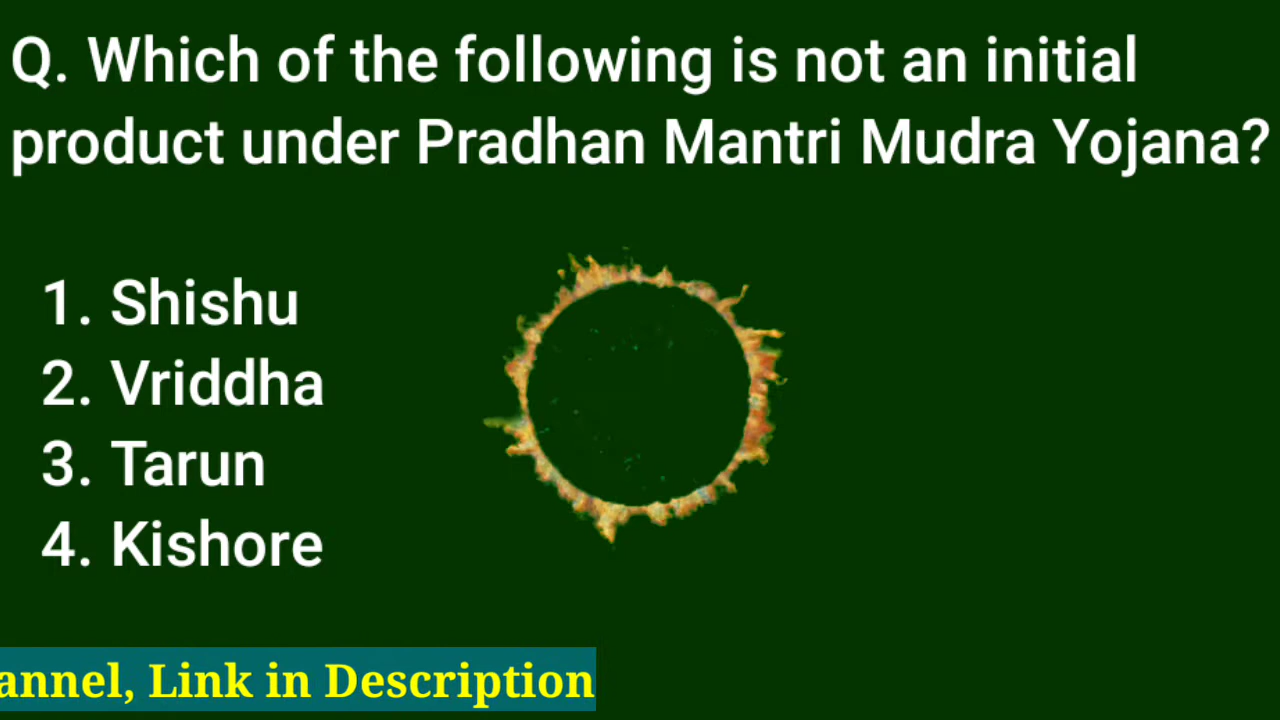 Q. Which of the following is not an initial
product under Pradhan Mantri Mudra Yojana?
1. Shishu
2. Vriddha
3. Tarun
4. Kishore
annel, Link in Description